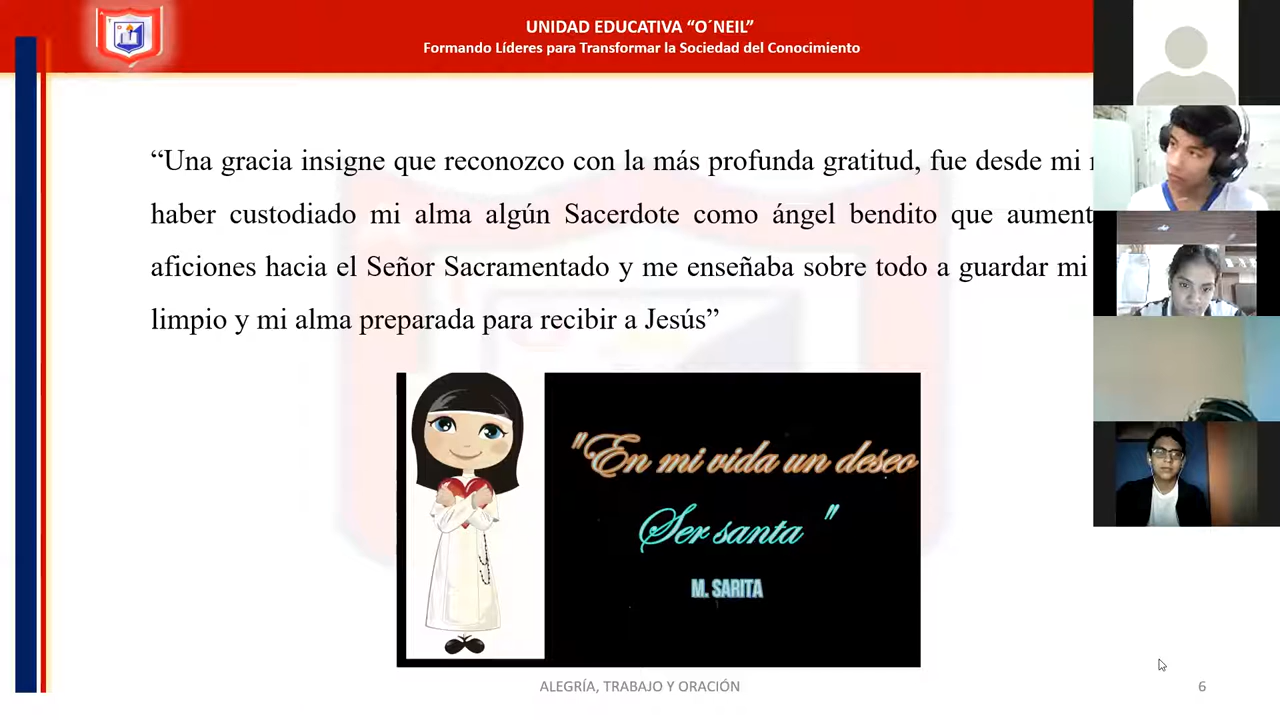 UNIDAD EDUCATIVA “O´NEIL”
Formando Líderes para Transformar la Sociedad del Conocimiento
“Una gracia insigne que reconozco con la más profunda gratitud, fue desde mi
haber custodiado mi alma algún Sacerdote como ángel bendito que aument
aficiones hacia el Señor Sacramentado y me enseñaba sobre todo a guardar mi
limpio y mi alma preparada para recibir a Jesús”
"En mi vida un deseo
Ser santa "
M. SARITA
ALEGRÍA, TRABAJO Y ORACIÓN
6